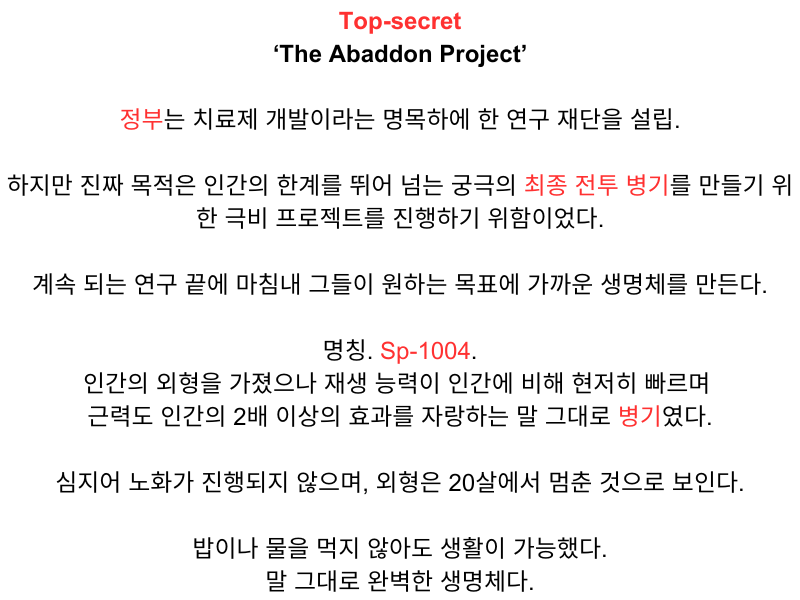 Top-secret
‘The Abaddon Project’
정부는 치료제 개발이라는 명목하에 한 연구 재단을 설립.
하지만 진짜 목적은 인간의 한계를 뛰어 넘는 궁극의 최종 전투 병기를 만들기 위
한 극비 프로젝트를 진행하기 위함이었다.
계속 되는 연구 끝에 마침내 그들이 원하는 목표에 가까운 생명체를 만든다.
명칭. Sp-1004.
인간의 외형을 가졌으나 재생 능력이 인간에 비해 현저히 빠르며
근력도 인간의 2배 이상의 효과를 자랑하는 말 그대로 병기였다.
심지어 노화가 진행되지 않으며, 외형은 20살에서 멈춘 것으로 보인다.
밥이나 물을 먹지 않아도 생활이 가능했다.
말 그대로 완벽한 생명체다.